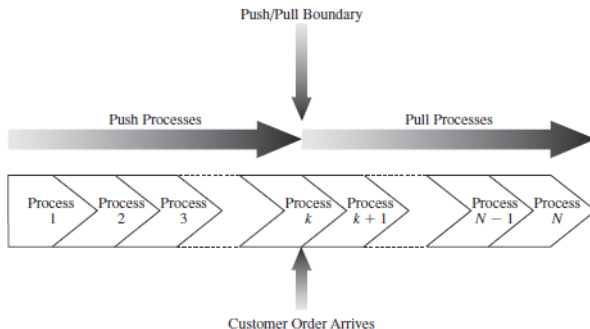 Push/Pull Boundary
Push Processes
Pull Processes
Process
1
Process
2
Process
3
Process
k
Process
k + 1
Process
N − 1
Process
N
Customer Order Arrives